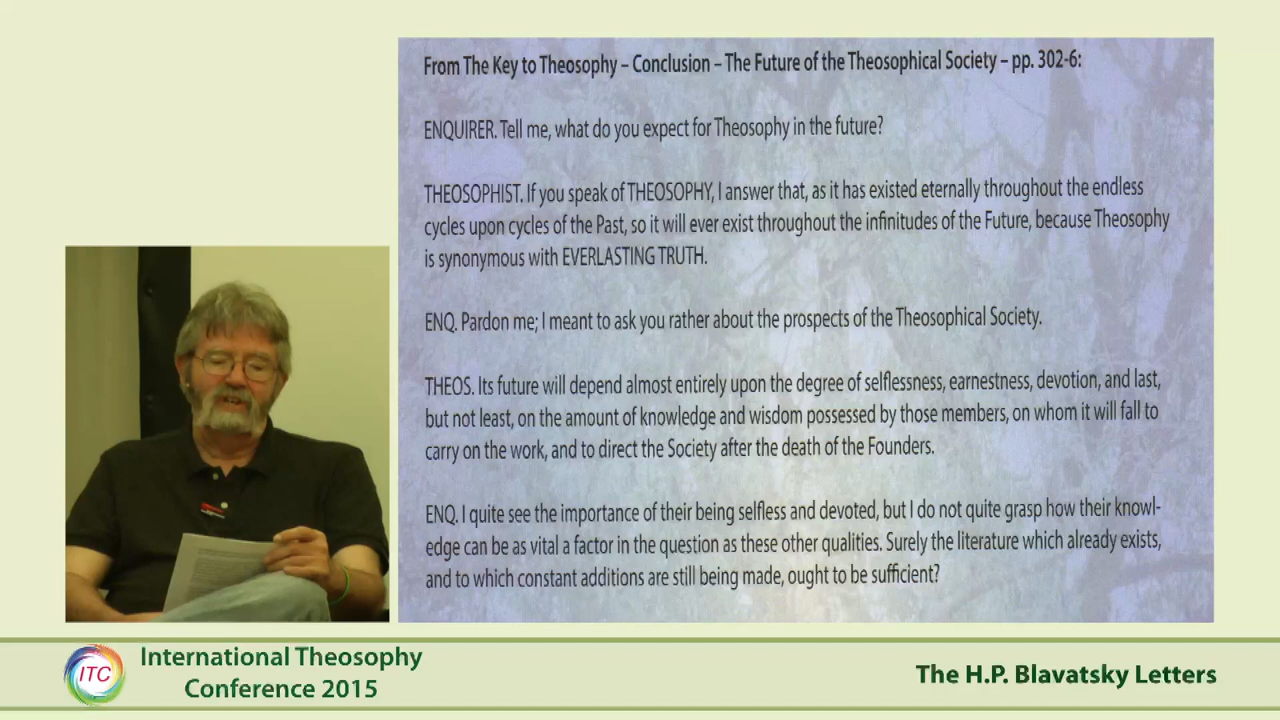 From The Key to Theosophy – Conclusion – The Future of the Theosophical Society – pp. 302-6:
ENQUIRER. Tell me, what do you expect for Theosophy in the future?
THEOSOPHIST. If you speak of THEOSOPHY, I answer that, as it has existed eternally throughout the endless
cycles upon cycles of the Past, so it will ever exist throughout the infinitudes of the Future, because Theosophy
is synonymous with EVERLASTING TRUTH.
ENQ. Pardon me; I meant to ask you rather about the prospects of the Theosophical Society.
THEOS. Its future will depend almost entirely upon the degree of selflessness, earnestness, devotion, and last,
but not least, on the amount of knowledge and wisdom possessed by those members, on whom it will fall to
carry on the work, and to direct the Society after the death of the Founders.
ENQ. I quite see the importance of their being selfless and devoted, but I do not quite grasp how their knowl-
edge can be as vital a factor in the question as these other qualities. Surely the literature which already exists,
and to which constant additions are still being made, ought to be sufficient?
ITC
International Theosophy
Conference 2015
The H.P. Blavatsky Letters